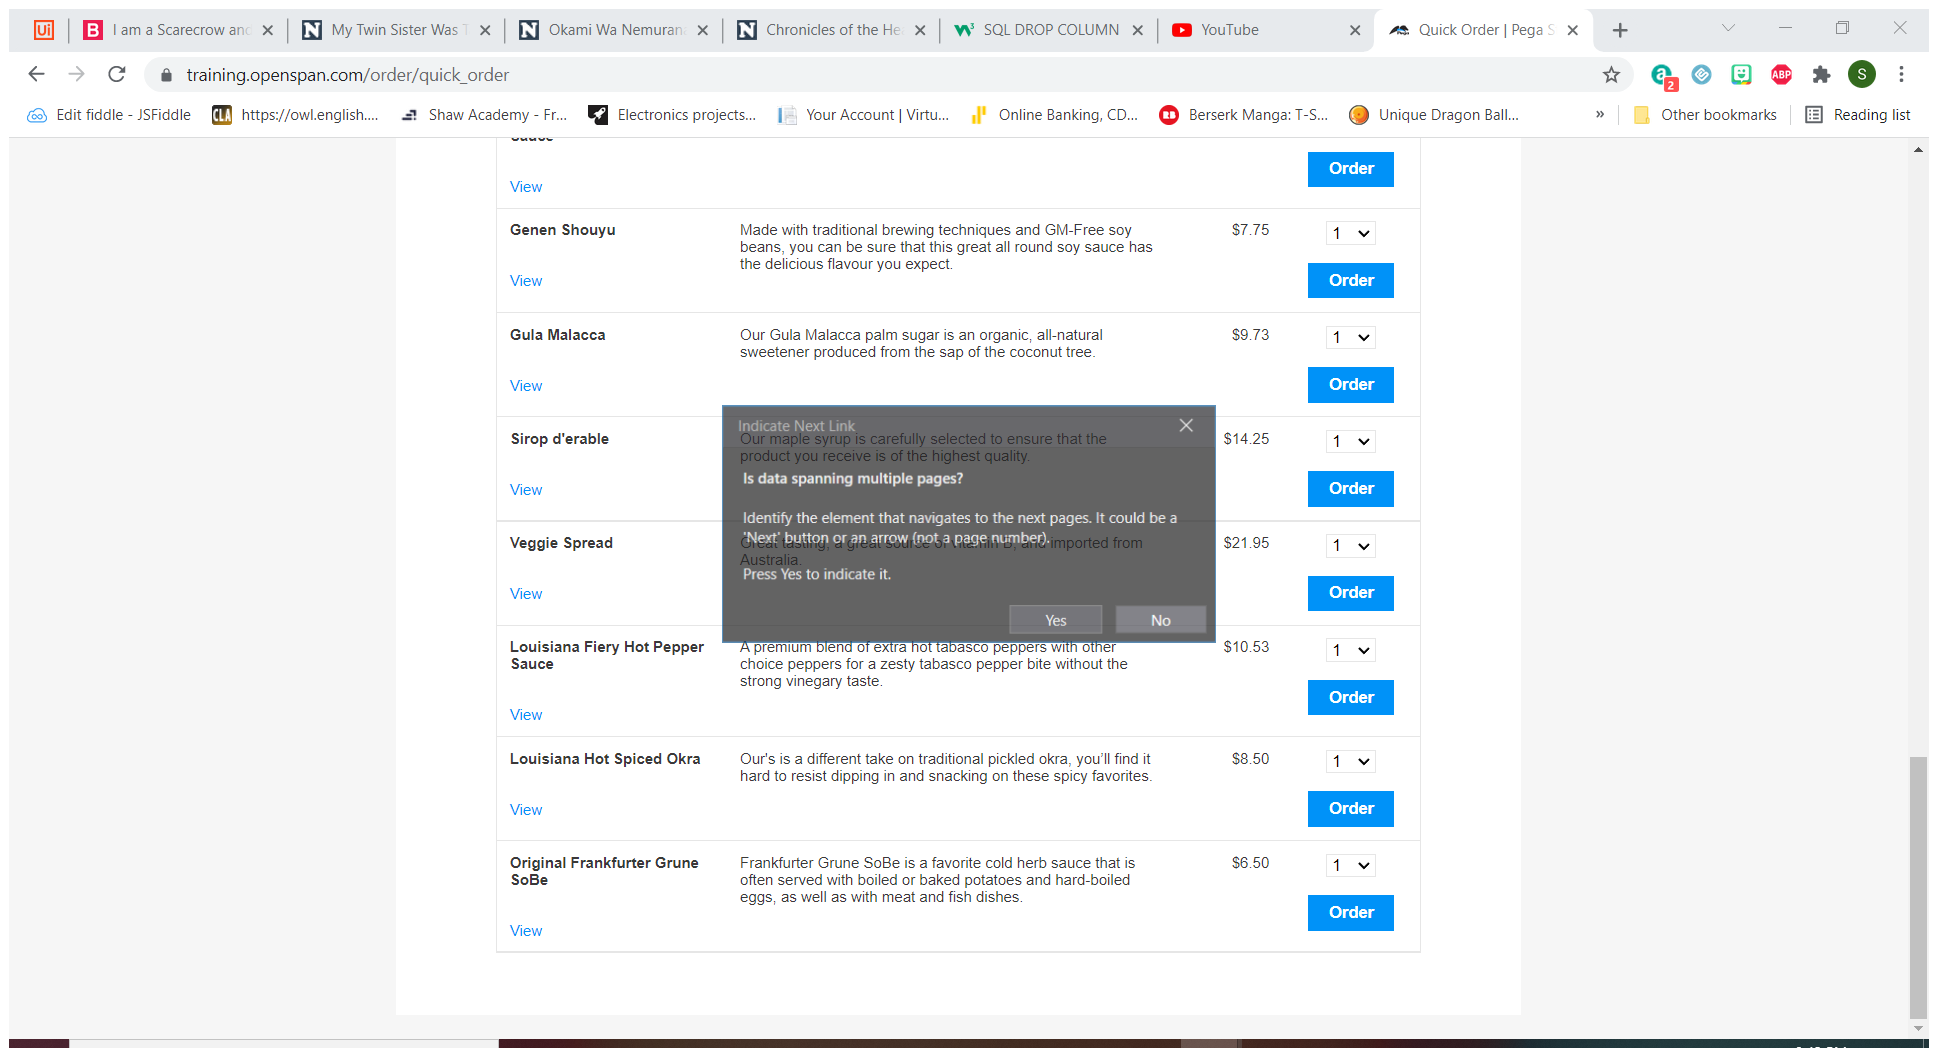 Ui
B I am a Scarecrow and
N My Twin Sister Was T
N Okami Wa Nemuran
N Chronicles of the He
SQL DROP COLUMN
YouTube
Quick Order | Pega S
training.openspan.com/order/quick_order
2
ABP
S
Edit fiddle - JSFiddle
CLA https://owl.english....
Shaw Academy - Fr...
Electronics projects...
Your Account | Virtu...
Online Banking, CD...
Berserk Manga: T-S...
Unique Dragon Ball...
»
Other bookmarks
Reading list
Sauce
Order
View
Genen Shouyu
Made with traditional brewing techniques and GM-Free soy
beans, you can be sure that this great all round soy sauce has
the delicious flavour you expect.
$7.75
1
View
Order
Gula Malacca
Our Gula Malacca palm sugar is an organic, all-natural
sweetener produced from the sap of the coconut tree.
$9.73
1
View
Order
Sirop d'erable
Our maple syrup is carefully selected to ensure that the
product you receive is of the highest quality.
$14.25
1
View
Order
Indicate Next Link
Is data spanning multiple pages?
Identify the element that navigates to the next pages. It could be a
'Next' button or an arrow (not a page number).
Press Yes to indicate it.
Yes
No
Veggie Spread
Great tasting, a great source of vitamin B, and imported from
Australia.
$21.95
1
View
Order
Louisiana Fiery Hot Pepper
Sauce
A premium blend of extra hot tabasco peppers with other
choice peppers for a zesty tabasco pepper bite without the
strong vinegary taste.
$10.53
1
View
Order
Louisiana Hot Spiced Okra
Our's is a different take on traditional pickled okra, you'll find it
hard to resist dipping in and snacking on these spicy favorites.
$8.50
1
View
Order
Original Frankfurter Grune
SoBe
Frankfurter Grune SoBe is a favorite cold herb sauce that is
often served with boiled or baked potatoes and hard-boiled
eggs, as well as with meat and fish dishes.
$6.50
1
View
Order